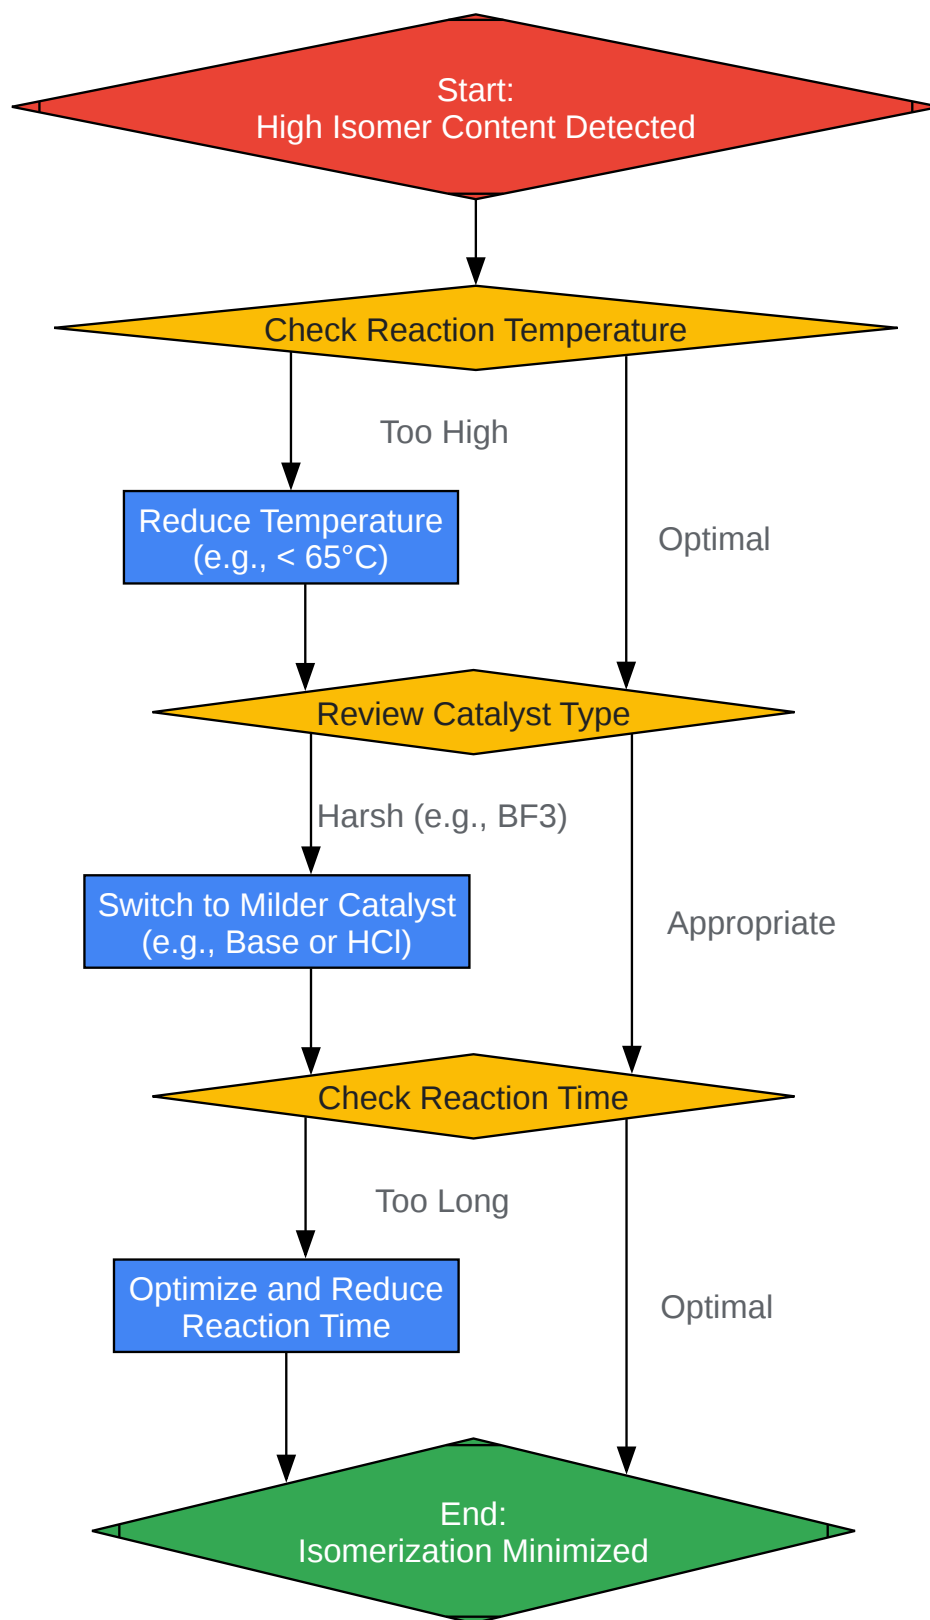 Start:
High Isomer Content Detected
Check Reaction Temperature
Too High
Reduce Temperature
(e.g., < 65°C)
Optimal
Review Catalyst Type
Harsh (e.g., BF3)
Switch to Milder Catalyst
(e.g., Base or HCl)
Appropriate
Check Reaction Time
Too Long
Optimize and Reduce
Reaction Time
Optimal
End:
Isomerization Minimized